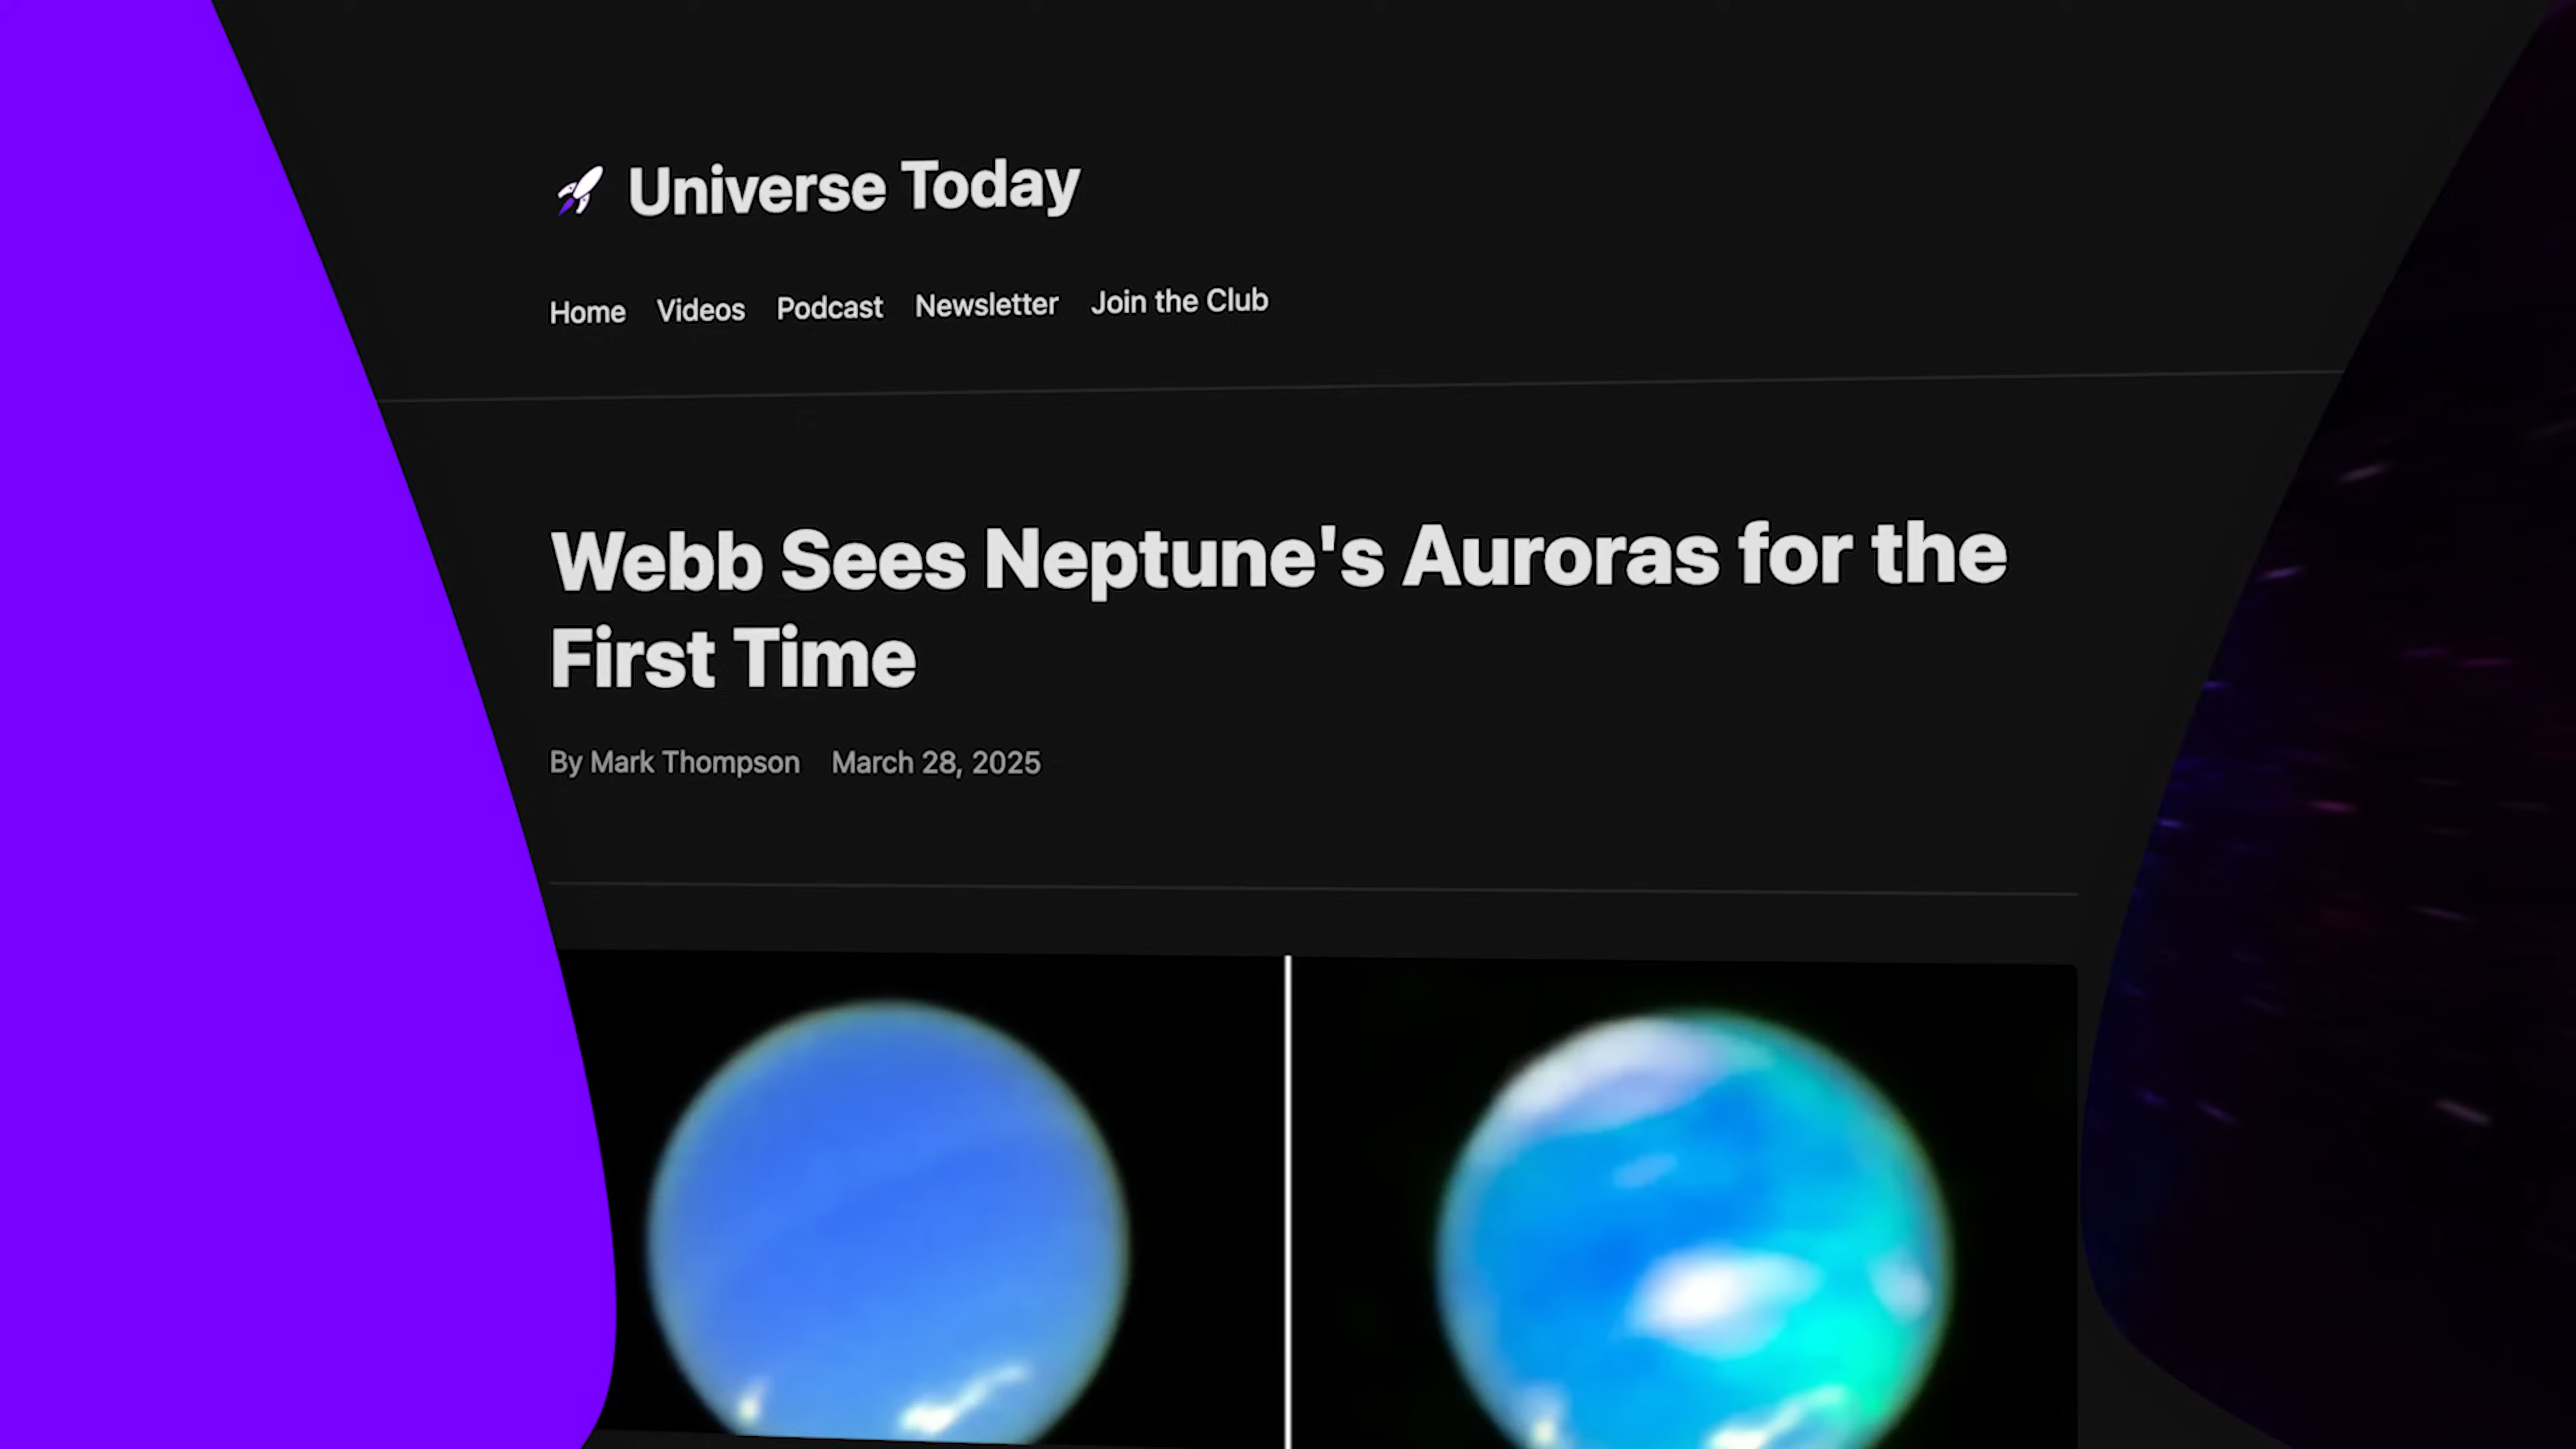 Universe Today
Home Videos Podcast Newsletter Join the Club
Webb Sees Neptune's Auroras for the
First Time
By Mark Thompson March 28, 2025